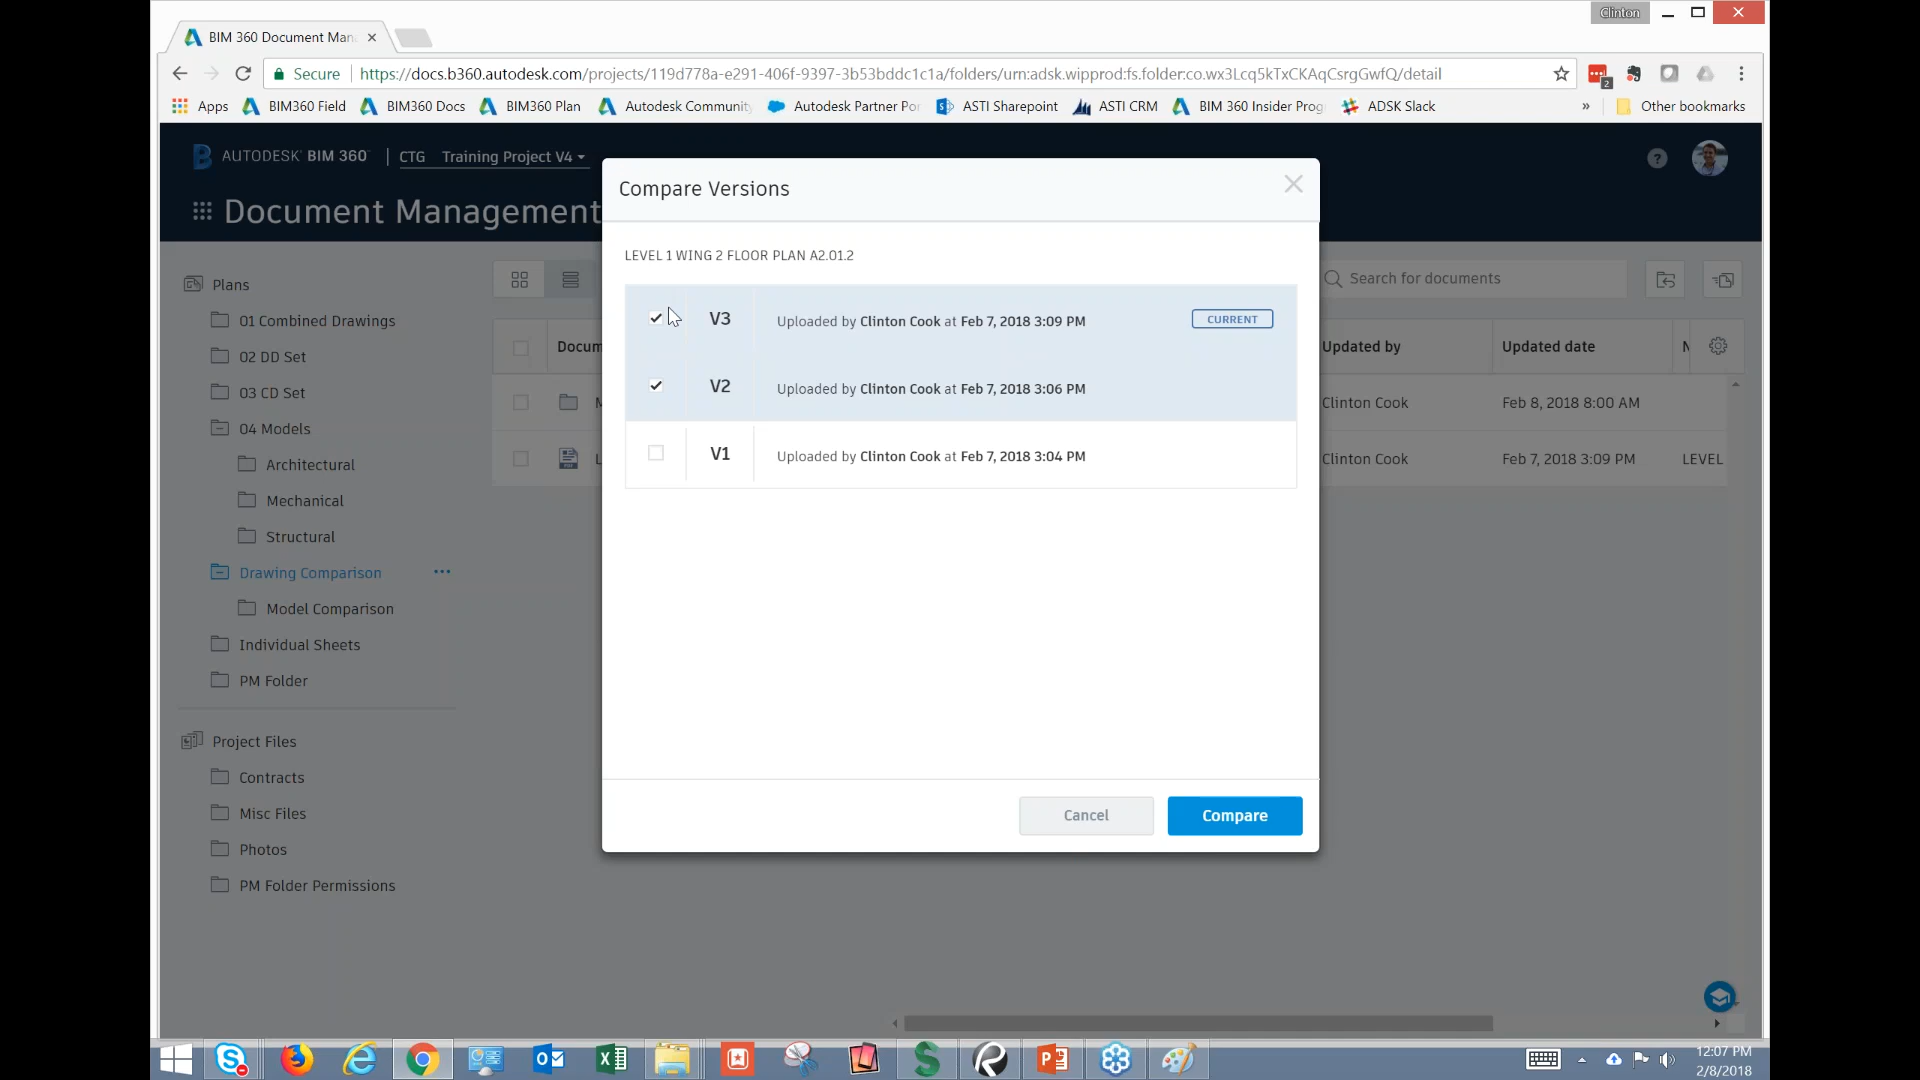 Clinton
BIM 360 Document Man
Secure https://docs.b360.autodesk.com/projects/119d778a-e291-406f-9397-3b53bddc1c1a/folders/urn:adsk.wipprod:fs.folder:co.wx3Lcq5kTxCKAqCsrgGwfQ/detail
2
Apps BIM360 Field BIM360 Docs BIM360 Plan Autodesk Community Autodesk Partner Por ASTI Sharepoint ASTI CRM BIM 360 Insider Prog ADSK Slack » Other bookmarks
AUTODESK® BIM 360™ CTG Training Project V4
?
Document Management
Compare Versions
LEVEL 1 WING 2 FLOOR PLAN A2.01.2
V3 Uploaded by Clinton Cook at Feb 7, 2018 3:09 PM CURRENT
V2 Uploaded by Clinton Cook at Feb 7, 2018 3:06 PM
V1 Uploaded by Clinton Cook at Feb 7, 2018 3:04 PM
Cancel Compare
Plans
01 Combined Drawings
02 DD Set
03 CD Set
04 Models
Architectural
Mechanical
Structural
Drawing Comparison
Model Comparison
Individual Sheets
PM Folder
Project Files
Contracts
Misc Files
Photos
PM Folder Permissions
Search for documents
Docum Updated by Updated date N
M Clinton Cook Feb 8, 2018 8:00 AM
L Clinton Cook Feb 7, 2018 3:09 PM LEVEL
12:07 PM
2/8/2018